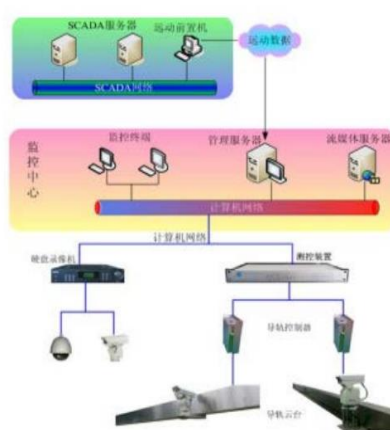 SCADA服务器
远动前置机
远动数据
SCADA网络
监控中心
监控终端
管理服务器
流媒体服务器
计算机网络
计算机网络
硬盘录像机
测控装置
导轨控制器
导轨云台